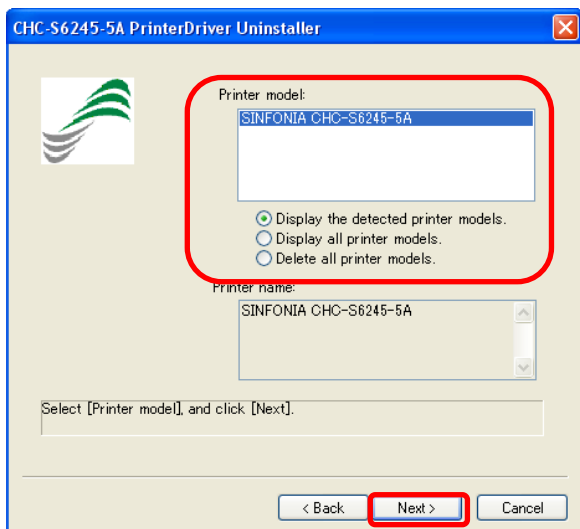 CHC-S6245-5A PrinterDriver Uninstaller
Printer model:
SINFONIA CHC-S6245-5A
Display the detected printer models.
Display all printer models.
Delete all printer models.
Printer name:
SINFONIA CHC-S6245-5A
Select [Printer model], and click [Next].
< Back Next > Cancel